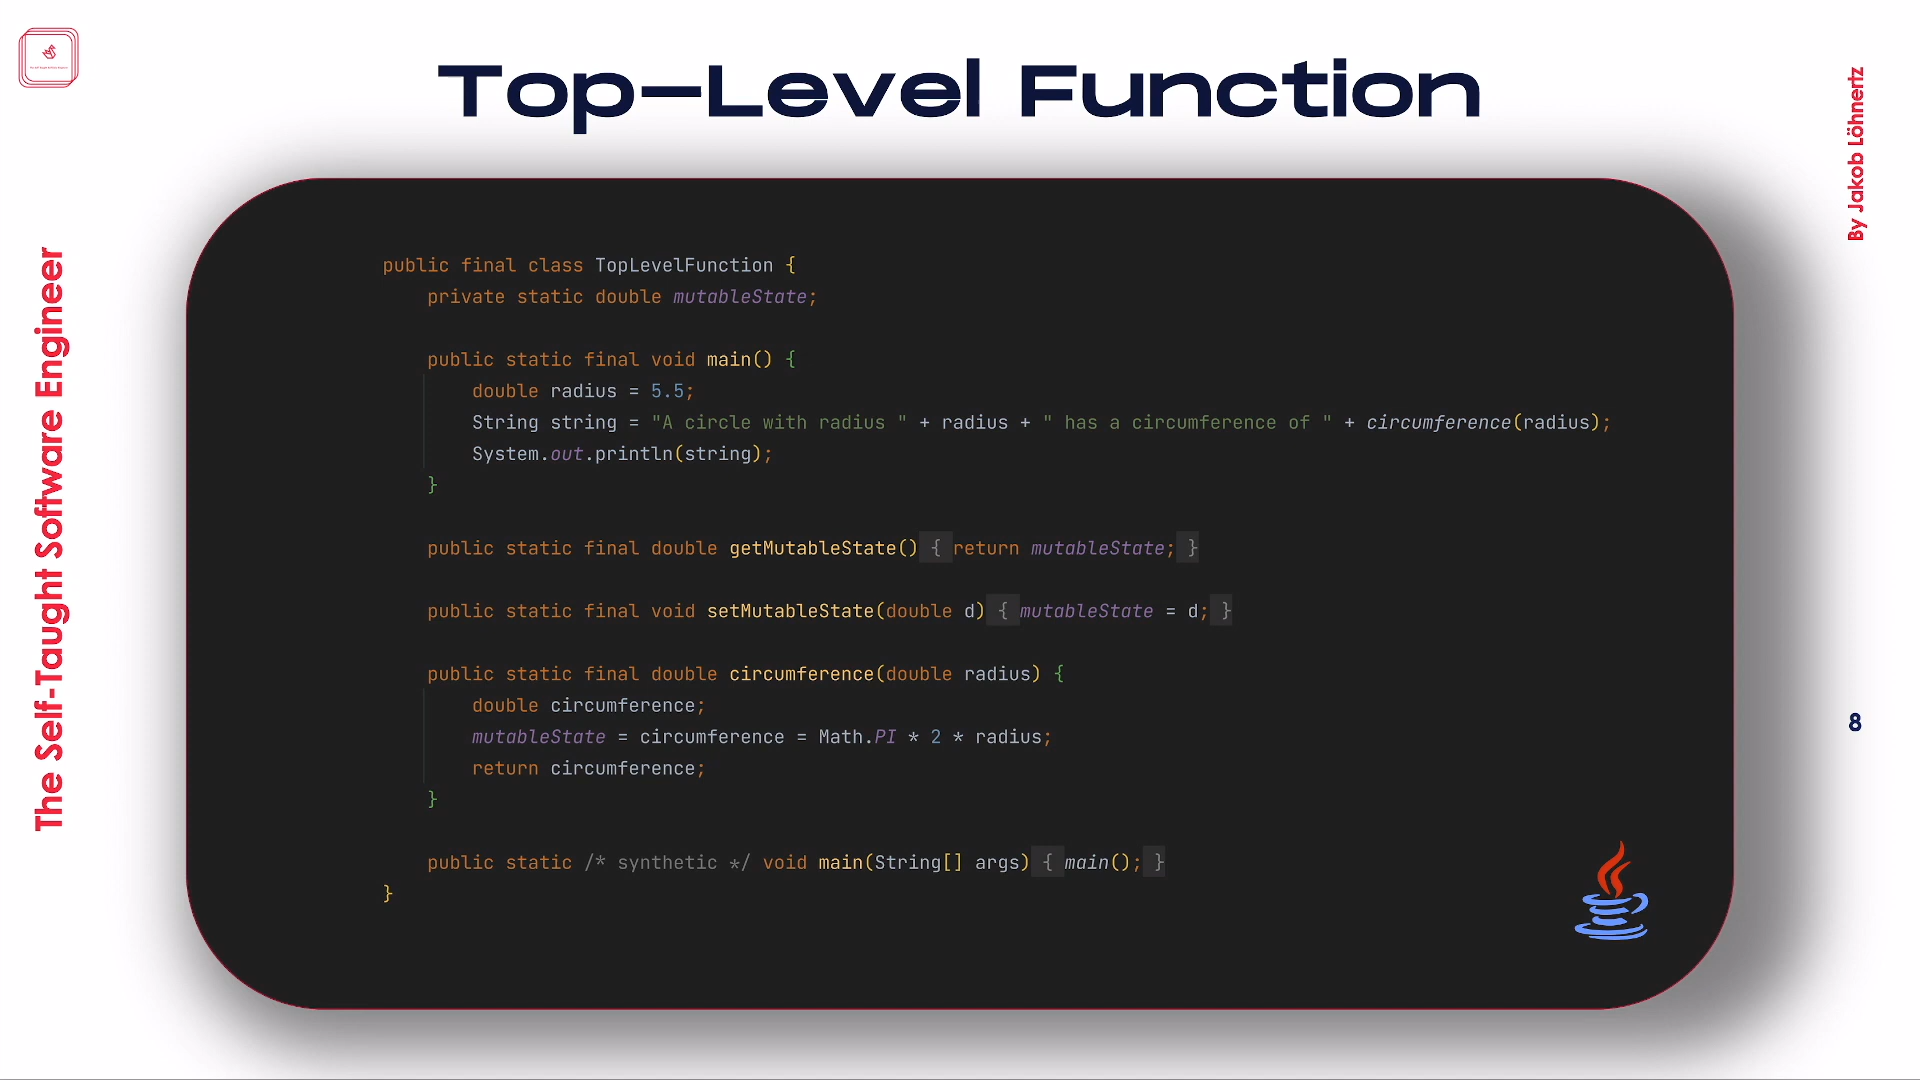 Top-Level Function
By Jakob Löhnertz
The Self-Taught Software Engineer
public final class TopLevelFunction {
    private static double mutableState;

    public static final void main() {
        double radius = 5.5;
        String string = "A circle with radius " + radius + " has a circumference of " + circumference(radius);
        System.out.println(string);
    }

    public static final double getMutableState() { return mutableState; }

    public static final void setMutableState(double d) { mutableState = d; }

    public static final double circumference(double radius) {
        double circumference;
        mutableState = circumference = Math.PI * 2 * radius;
        return circumference;
    }

    public static /* synthetic */ void main(String[] args) { main(); }
}
8